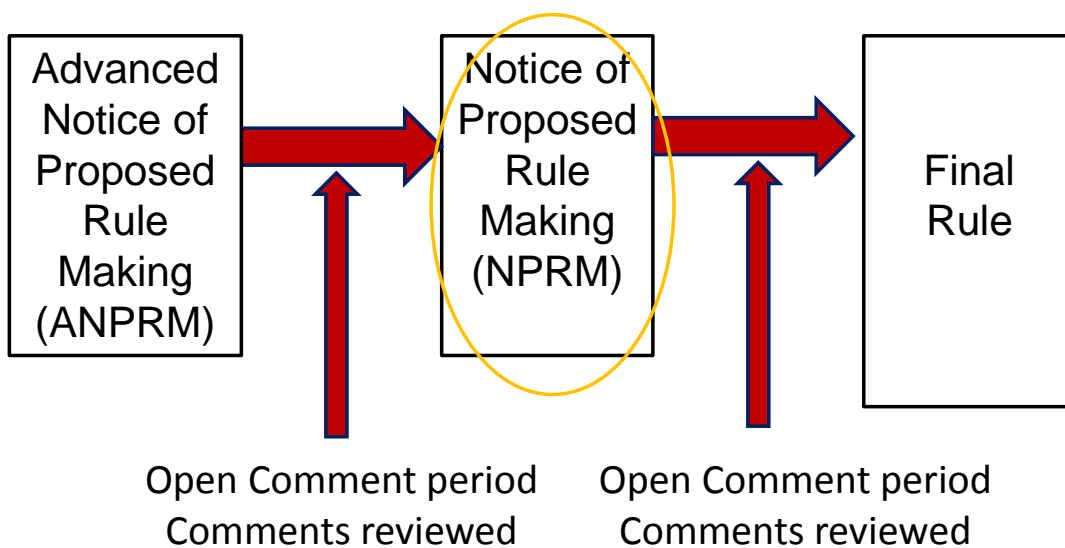 Advanced
Notice of
Proposed
Rule
Making
(ANPRM)
Notice of
Proposed
Rule
Making
(NPRM)
Final
Rule
Open Comment period
Comments reviewed
Open Comment period
Comments reviewed